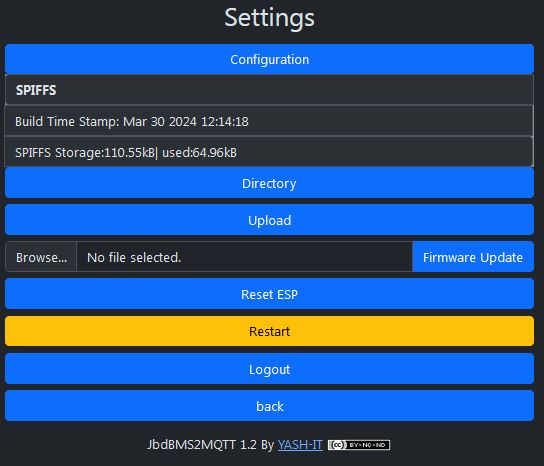 Settings
Configuration
SPIFFS
Build Time Stamp: Mar 30 2024 12:14:18
SPIFFS Storage:110.55kB| used:64.96kB
Directory
Upload
Browse... No file selected. Firmware Update
Reset ESP
Restart
Logout
back
JbdBMS2MQTT 1.2 By YASH-IT cc BY-NC-ND